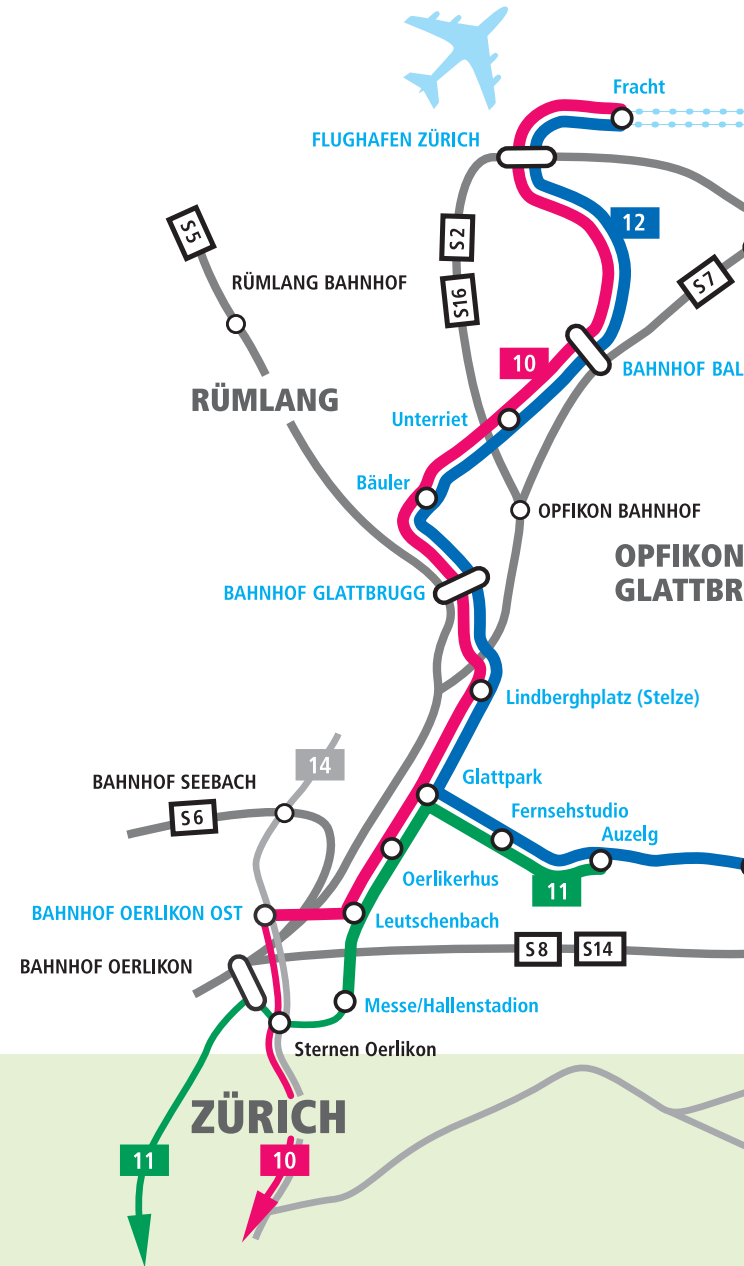 Fracht
FLUGHAFEN ZÜRICH
12
S5
S2
RÜMLANG BAHNHOF
S7
S16
10
BAHNHOF BAL
RÜMLANG
Unterriet
Bäuler
OPFIKON BAHNHOF
OPFIKON
GLATTBR
BAHNHOF GLATTBRUGG
Lindberghplatz (Stelze)
14
BAHNHOF SEEBACH
Glattpark
S6
Fernsehstudio
Auzelg
Oerlikerhus
11
BAHNHOF OERLIKON OST
Leutschenbach
S8
S14
BAHNHOF OERLIKON
Messe/Hallenstadion
Sternen Oerlikon
ZÜRICH
11
10